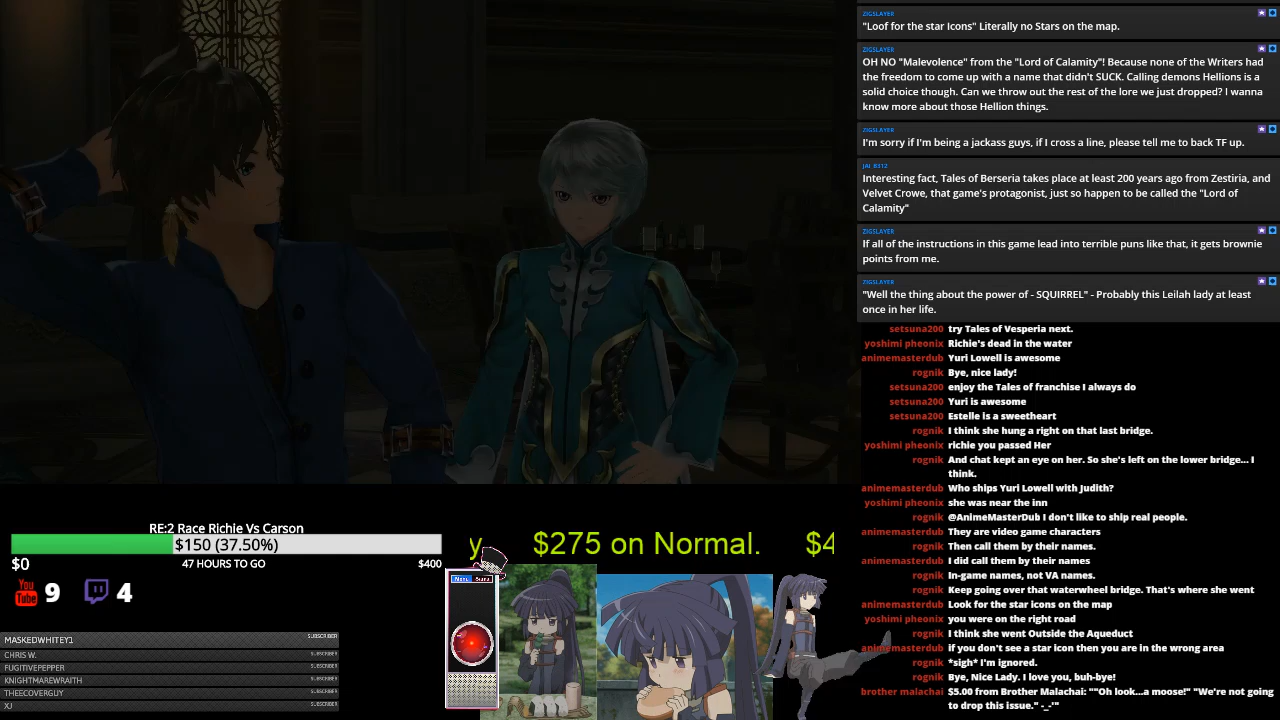 ZIGSLAYER
"Loof for the star Icons" Literally no Stars on the map.
ZIGSLAYER
OH NO "Malevolence" from the "Lord of Calamity"! Because none of the Writers had
the freedom to come up with a name that didn't SUCK. Calling demons Hellions is a
solid choice though. Can we throw out the rest of the lore we just dropped? I wanna
know more about those Hellion things.
ZIGSLAYER
I'm sorry if I'm being a jackass guys, if I cross a line, please tell me to back TF up.
JAI_8312
Interesting fact, Tales of Berseria takes place at least 200 years ago from Zestiria, and
Velvet Crowe, that game's protagonist, just so happen to be called the "Lord of
Calamity"
ZIGSLAYER
If all of the instructions in this game lead into terrible puns like that, it gets brownie
points from me.
ZIGSLAYER
"Well the thing about the power of - SQUIRREL" - Probably this Leilah lady at least
once in her life.
setsuna200 try Tales of Vesperia next.
yoshimi pheonix Richie's dead in the water
animemasterdub Yuri Lowell is awesome
rognik Bye, nice lady!
setsuna200 enjoy the Tales of franchise I always do
setsuna200 Yuri is awesome
setsuna200 Estelle is a sweetheart
rognik I think she hung a right on that last bridge.
yoshimi pheonix richie you passed Her
rognik And chat kept an eye on her. So she's left on the lower bridge... I
think.
animemasterdub Who ships Yuri Lowell with Judith?
yoshimi pheonix she was near the inn
rognik @AnimeMasterDub I don't like to ship real people.
animemasterdub They are video game characters
rognik Then call them by their names.
animemasterdub I did call them by their names
rognik In-game names, not VA names.
rognik Keep going over that waterwheel bridge. That's where she went
animemasterdub Look for the star icons on the map
yoshimi pheonix you were on the right road
rognik I think she went Outside the Aqueduct
animemasterdub if you don't see a star icon then you are in the wrong area
rognik *sigh* I'm ignored.
rognik Bye, Nice Lady. I love you, buh-bye!
brother malachai $5.00 from Brother Malachai: ""Oh look...a moose!" "We're not going
to drop this issue." -_-'"
RE:2 Race Richie Vs Carson
$150 (37.50%)
$0 47 HOURS TO GO $400
y. $275 on Normal. $4
You Tube 9 4
MASKEDWHITEY1 SUBSCRIBER
CHRIS W. SUBSCRIBER
FUGITIVEPEPPER SUBSCRIBER
KNIGHTMAREWRAITH SUBSCRIBER
THEECOVERGUY SUBSCRIBER
XJ SUBSCRIBER